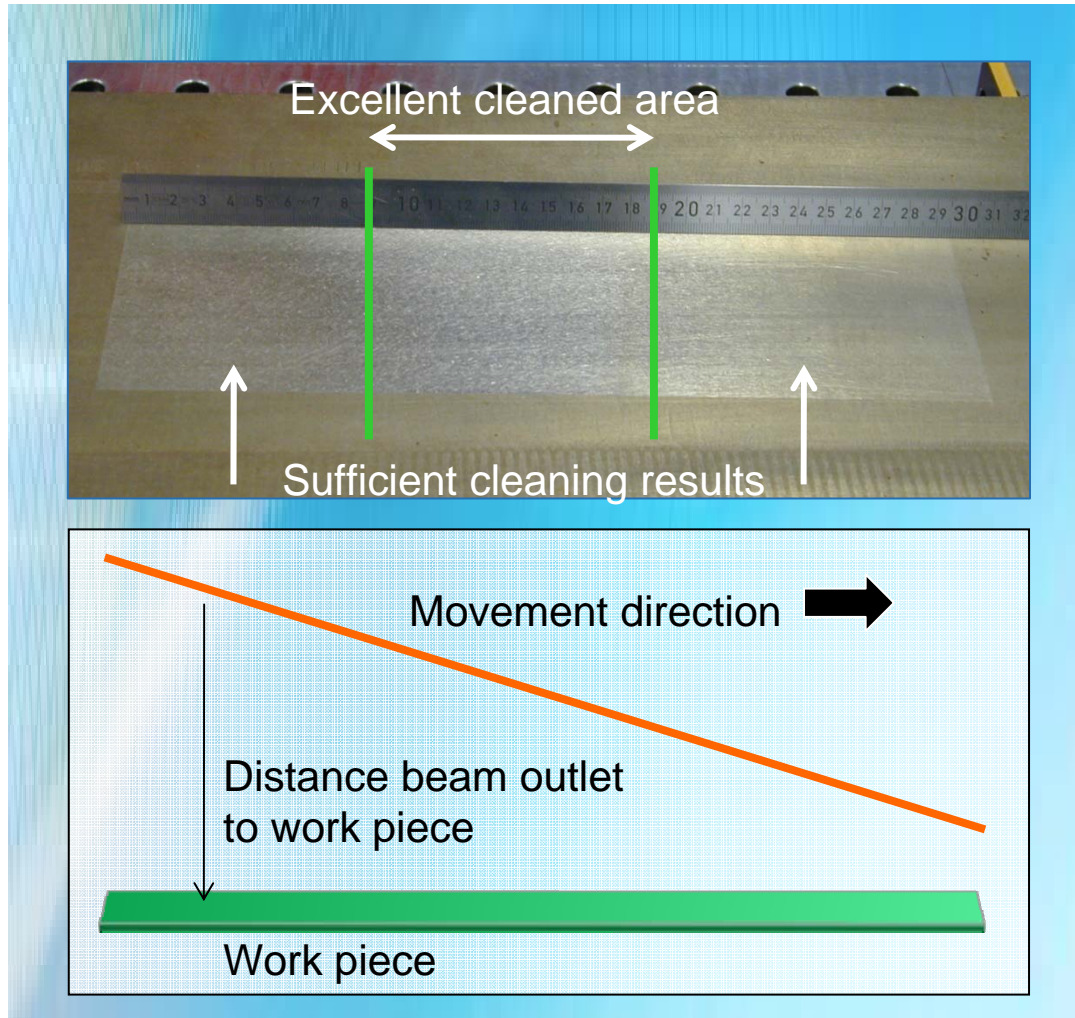 Excellent cleaned area
1 2 3 4 5 6 7 8 10 11 12 13 14 15 16 17 18 19 20 21 22 23 24 25 26 27 28 29 30 31 32
Sufficient cleaning results
Movement direction
Distance beam outlet
to work piece
Work piece